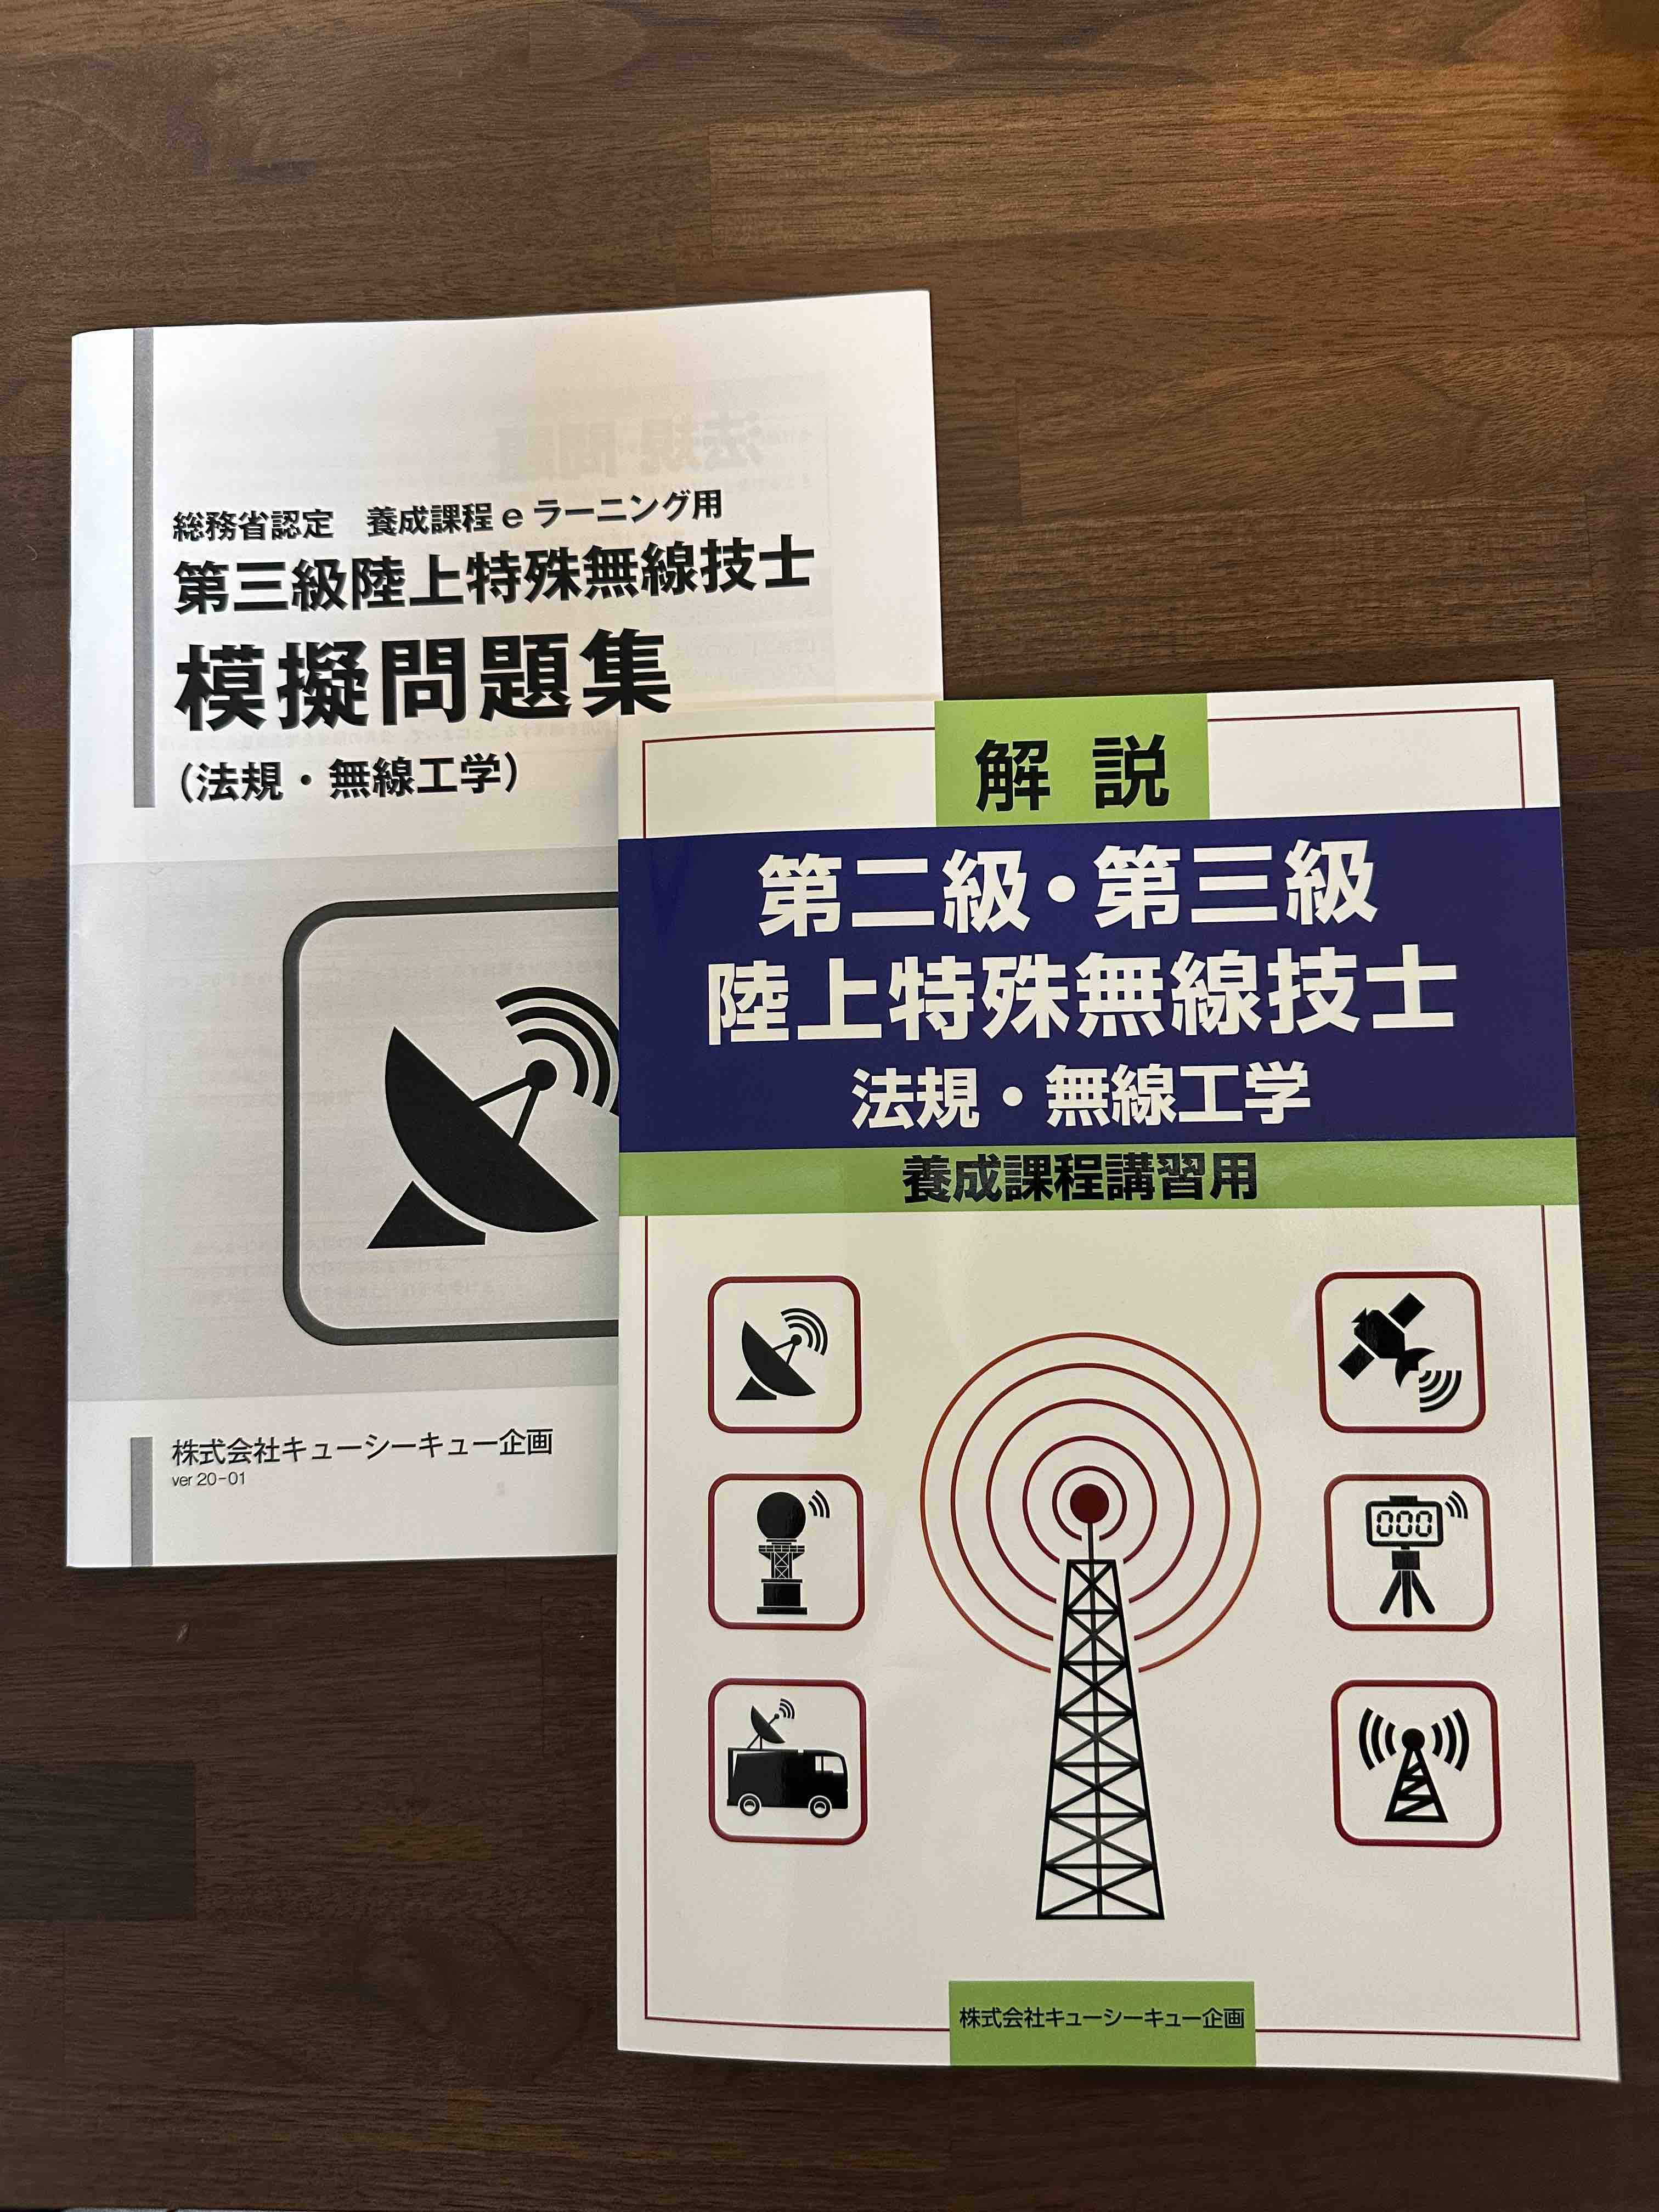 総務省認定　養成課程 e ラーニング用
第三級陸上特殊無線技士
模擬問題集
（法規・無線工学）
株式会社キューシーキュー企画
ver 20-01
解 説
第二級・第三級
陸上特殊無線技士
法規・無線工学
養成課程講習用
000
株式会社キューシーキュー企画